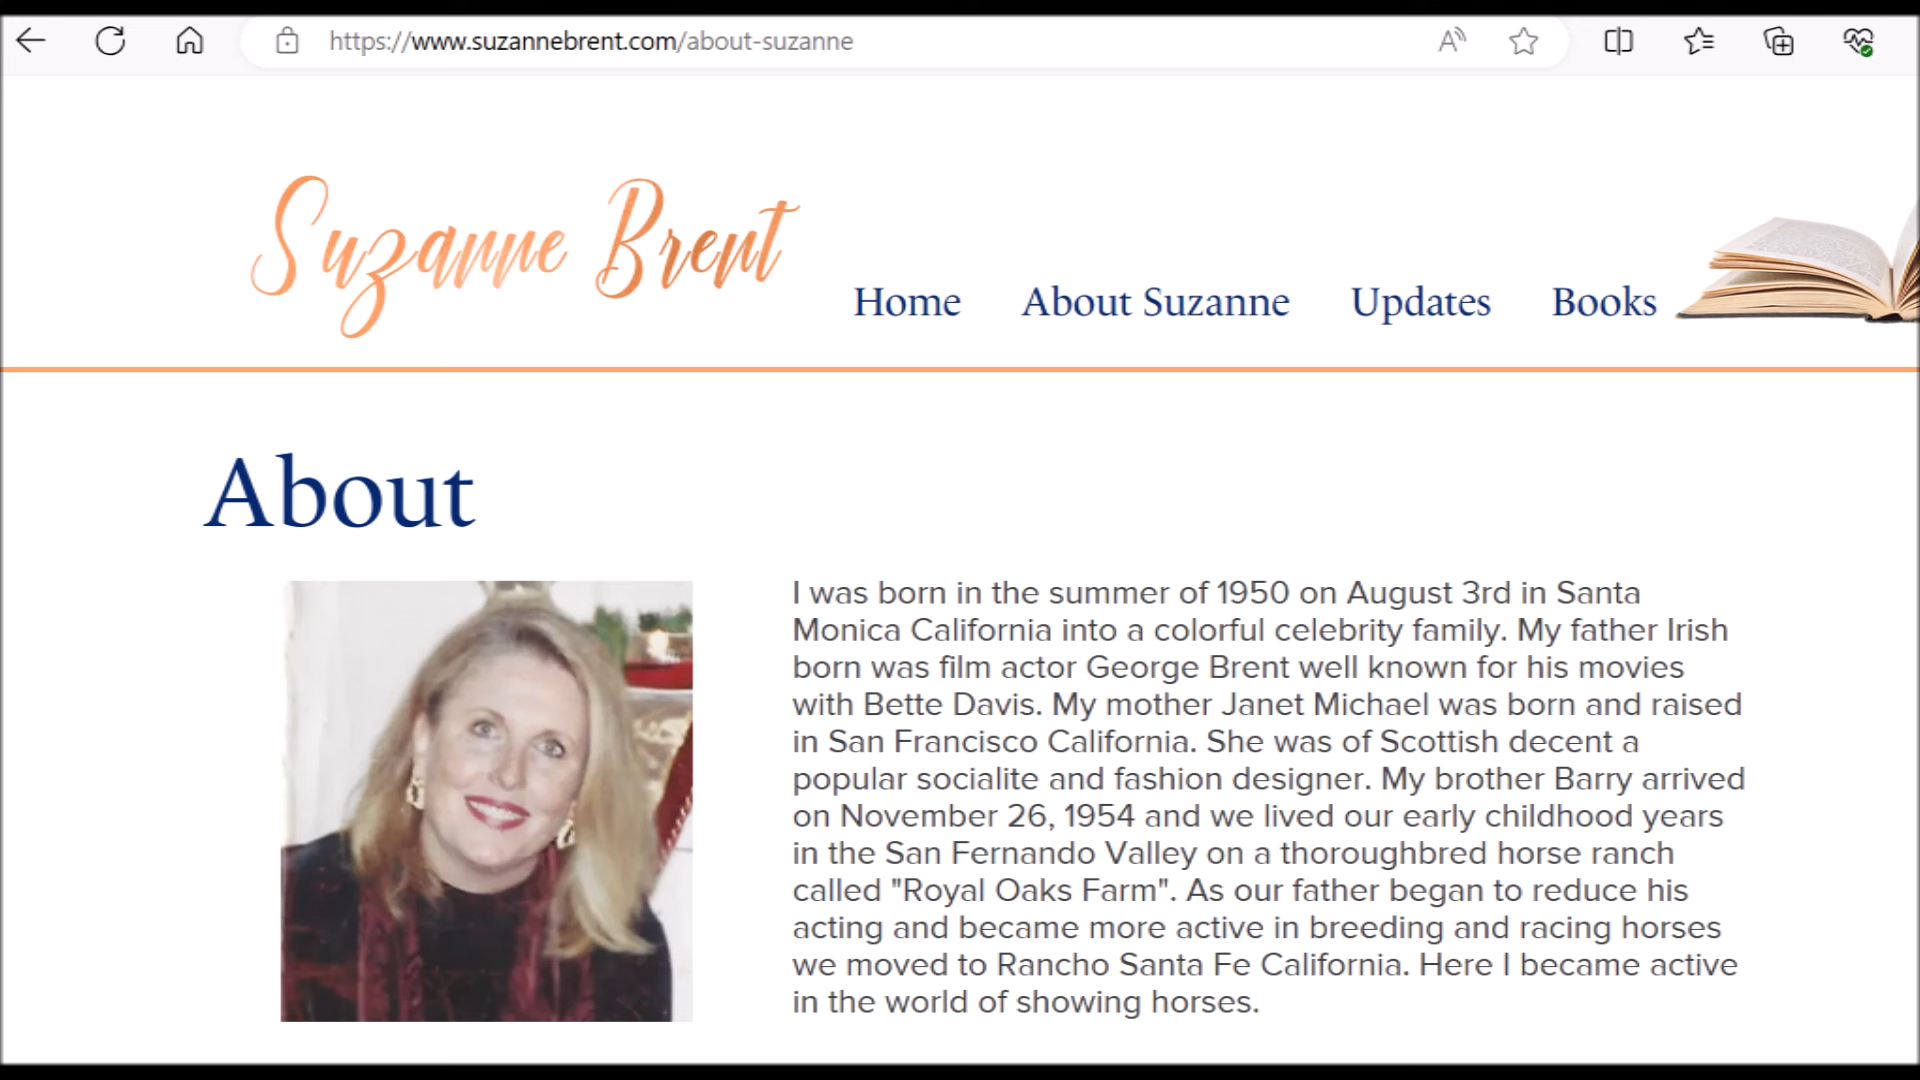 https://www.suzannebrent.com/about-suzanne
Suzanne Brent
Home About Suzanne Updates Books
About
I was born in the summer of 1950 on August 3rd in Santa
Monica California into a colorful celebrity family. My father Irish
born was film actor George Brent well known for his movies
with Bette Davis. My mother Janet Michael was born and raised
in San Francisco California. She was of Scottish decent a
popular socialite and fashion designer. My brother Barry arrived
on November 26, 1954 and we lived our early childhood years
in the San Fernando Valley on a thoroughbred horse ranch
called "Royal Oaks Farm". As our father began to reduce his
acting and became more active in breeding and racing horses
we moved to Rancho Santa Fe California. Here I became active
in the world of showing horses.